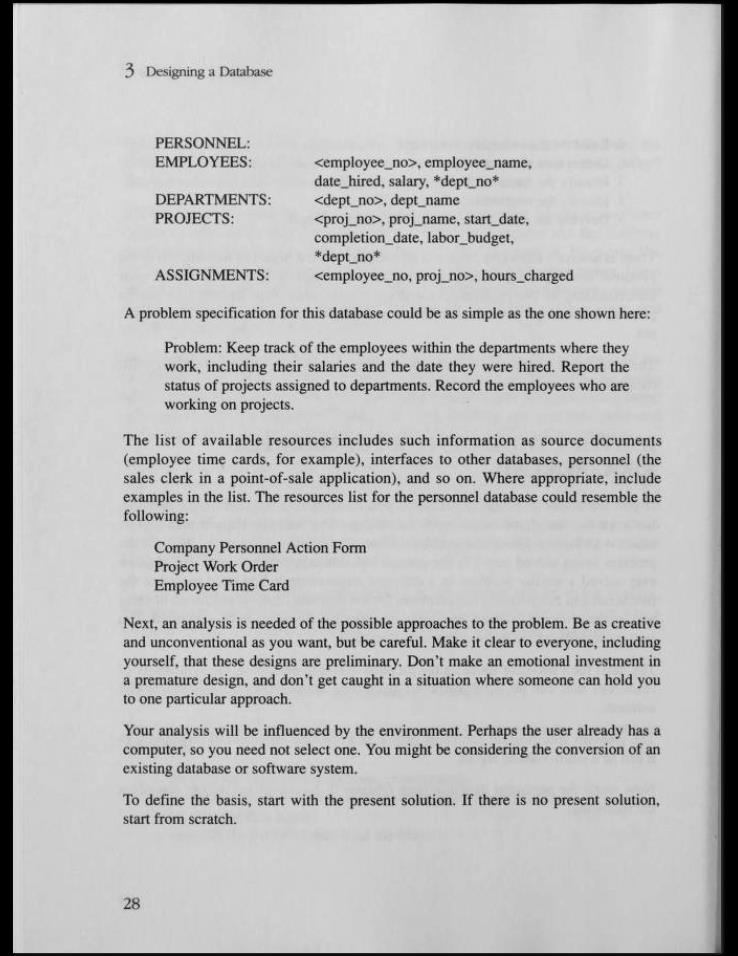 3 Designing a Database
PERSONNEL:
EMPLOYEES: <employee_no>, employee_name,
date_hired, salary, *dept_no*
DEPARTMENTS: <dept_no>, dept_name
PROJECTS: <proj_no>, proj_name, start_date,
completion_date, labor_budget,
*dept_no*
ASSIGNMENTS: <employee_no, proj_no>, hours_charged
A problem specification for this database could be as simple as the one shown here:
Problem: Keep track of the employees within the departments where they
work, including their salaries and the date they were hired. Report the
status of projects assigned to departments. Record the employees who are
working on projects.
The list of available resources includes such information as source documents
(employee time cards, for example), interfaces to other databases, personnel (the
sales clerk in a point-of-sale application), and so on. Where appropriate, include
examples in the list. The resources list for the personnel database could resemble the
following:
Company Personnel Action Form
Project Work Order
Employee Time Card
Next, an analysis is needed of the possible approaches to the problem. Be as creative
and unconventional as you want, but be careful. Make it clear to everyone, including
yourself, that these designs are preliminary. Don't make an emotional investment in
a premature design, and don't get caught in a situation where someone can hold you
to one particular approach.
Your analysis will be influenced by the environment. Perhaps the user already has a
computer, so you need not select one. You might be considering the conversion of an
existing database or software system.
To define the basis, start with the present solution. If there is no present solution,
start from scratch.
28